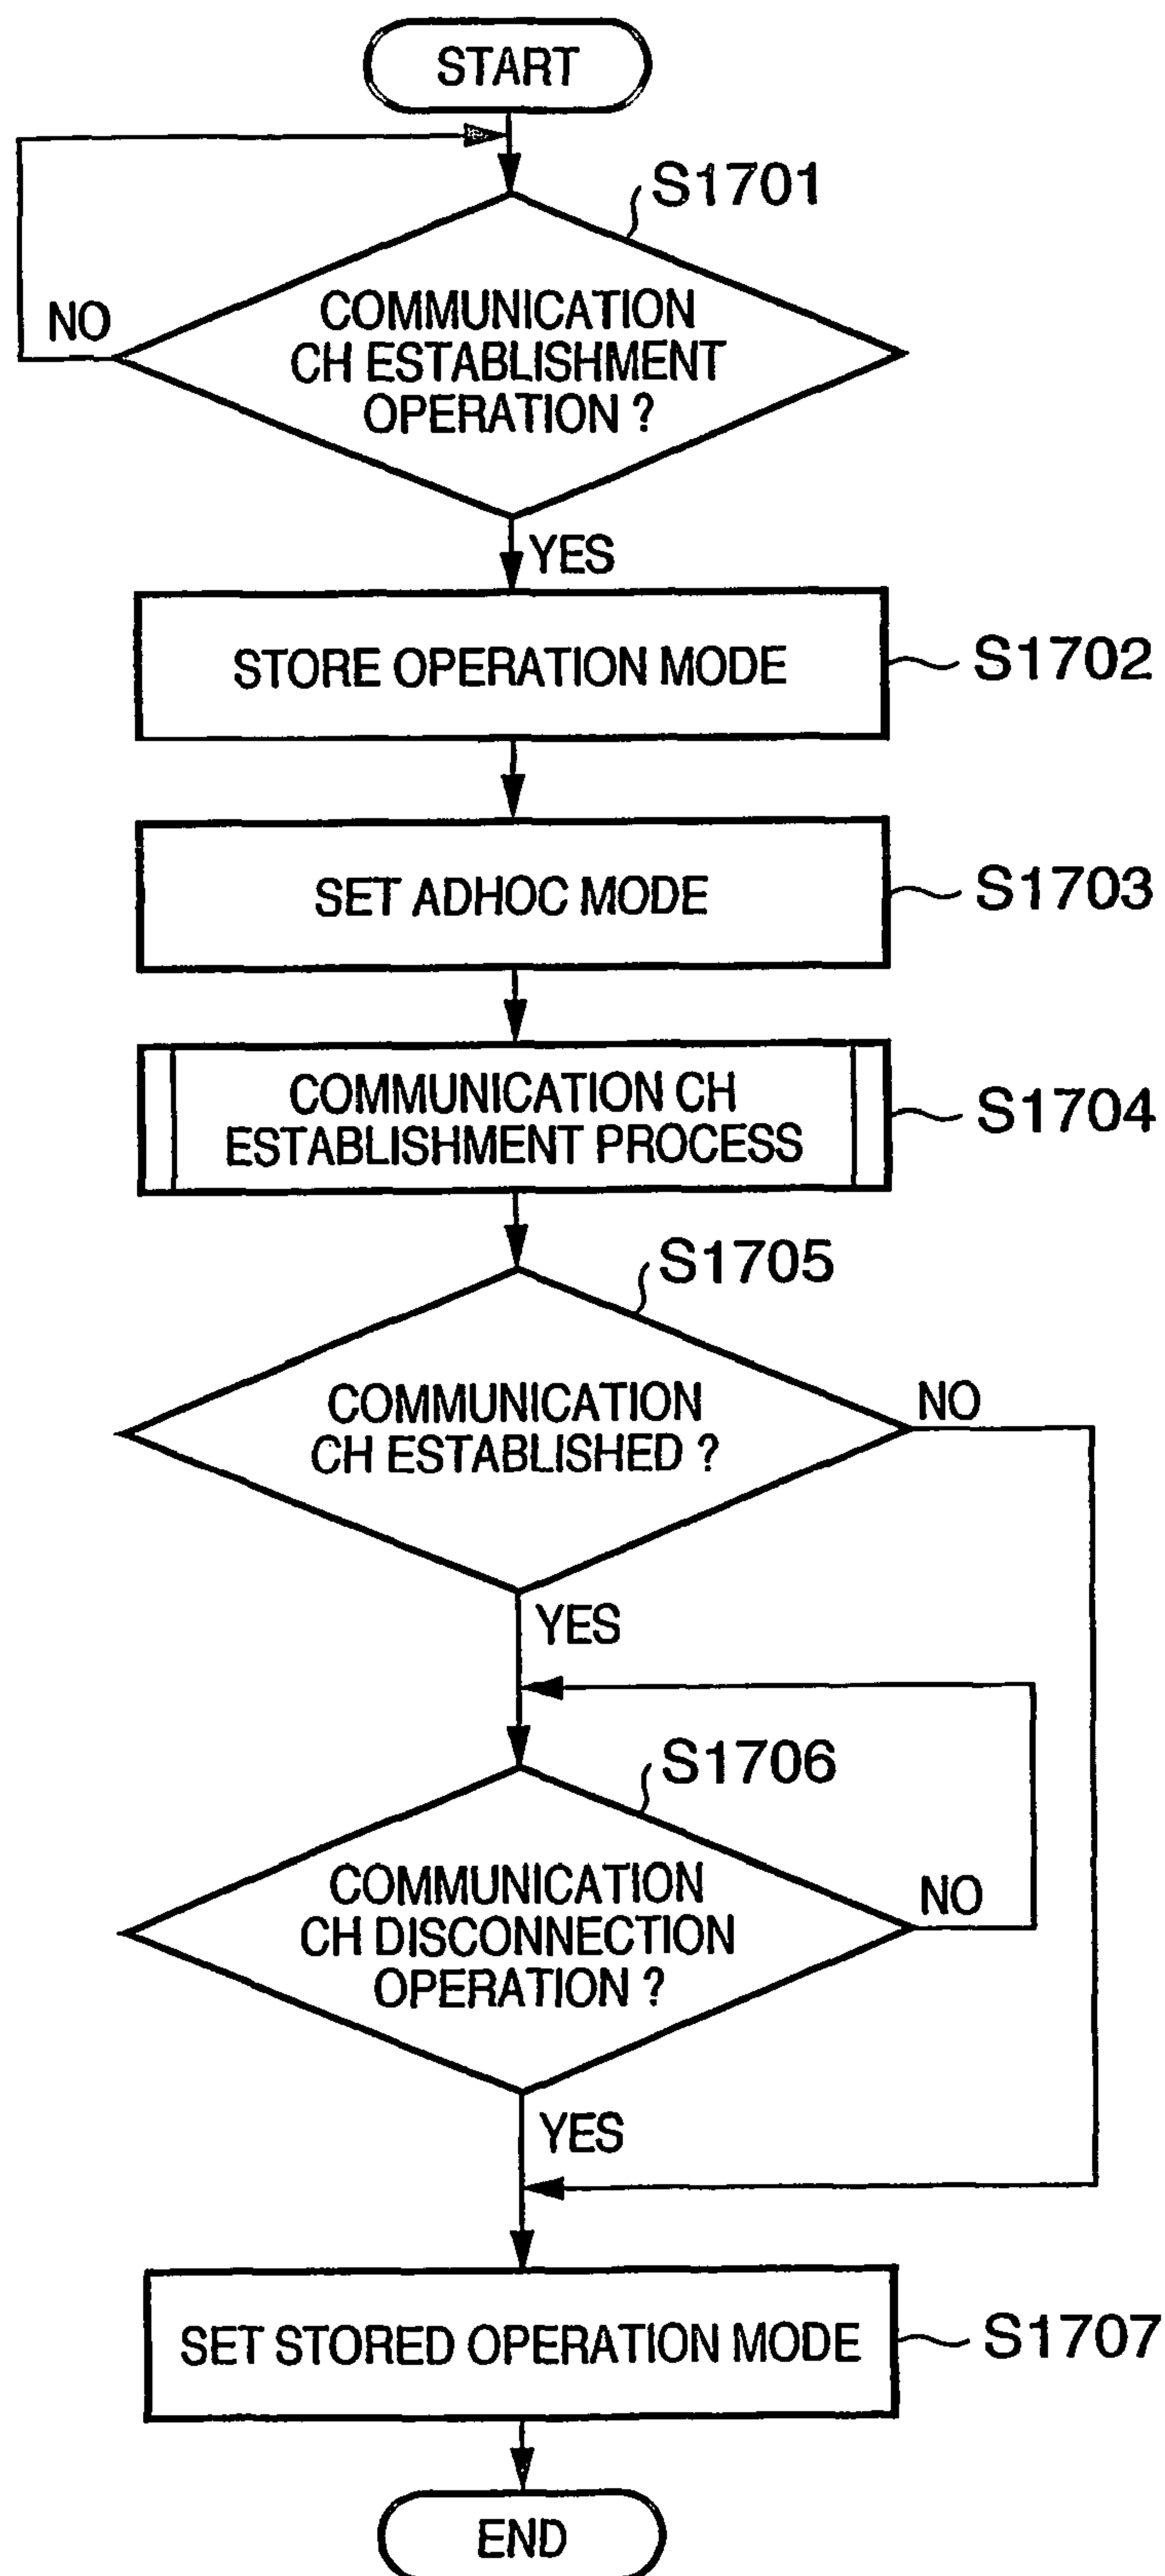 START
S1701
NO
COMMUNICATION
CH ESTABLISHMENT
OPERATION ?
YES
STORE OPERATION MODE
S1702
SET ADHOC MODE
S1703
COMMUNICATION CH
ESTABLISHMENT PROCESS
S1704
S1705
COMMUNICATION
CH ESTABLISHED ?
NO
YES
S1706
COMMUNICATION
CH DISCONNECTION
OPERATION ?
NO
YES
SET STORED OPERATION MODE
S1707
END